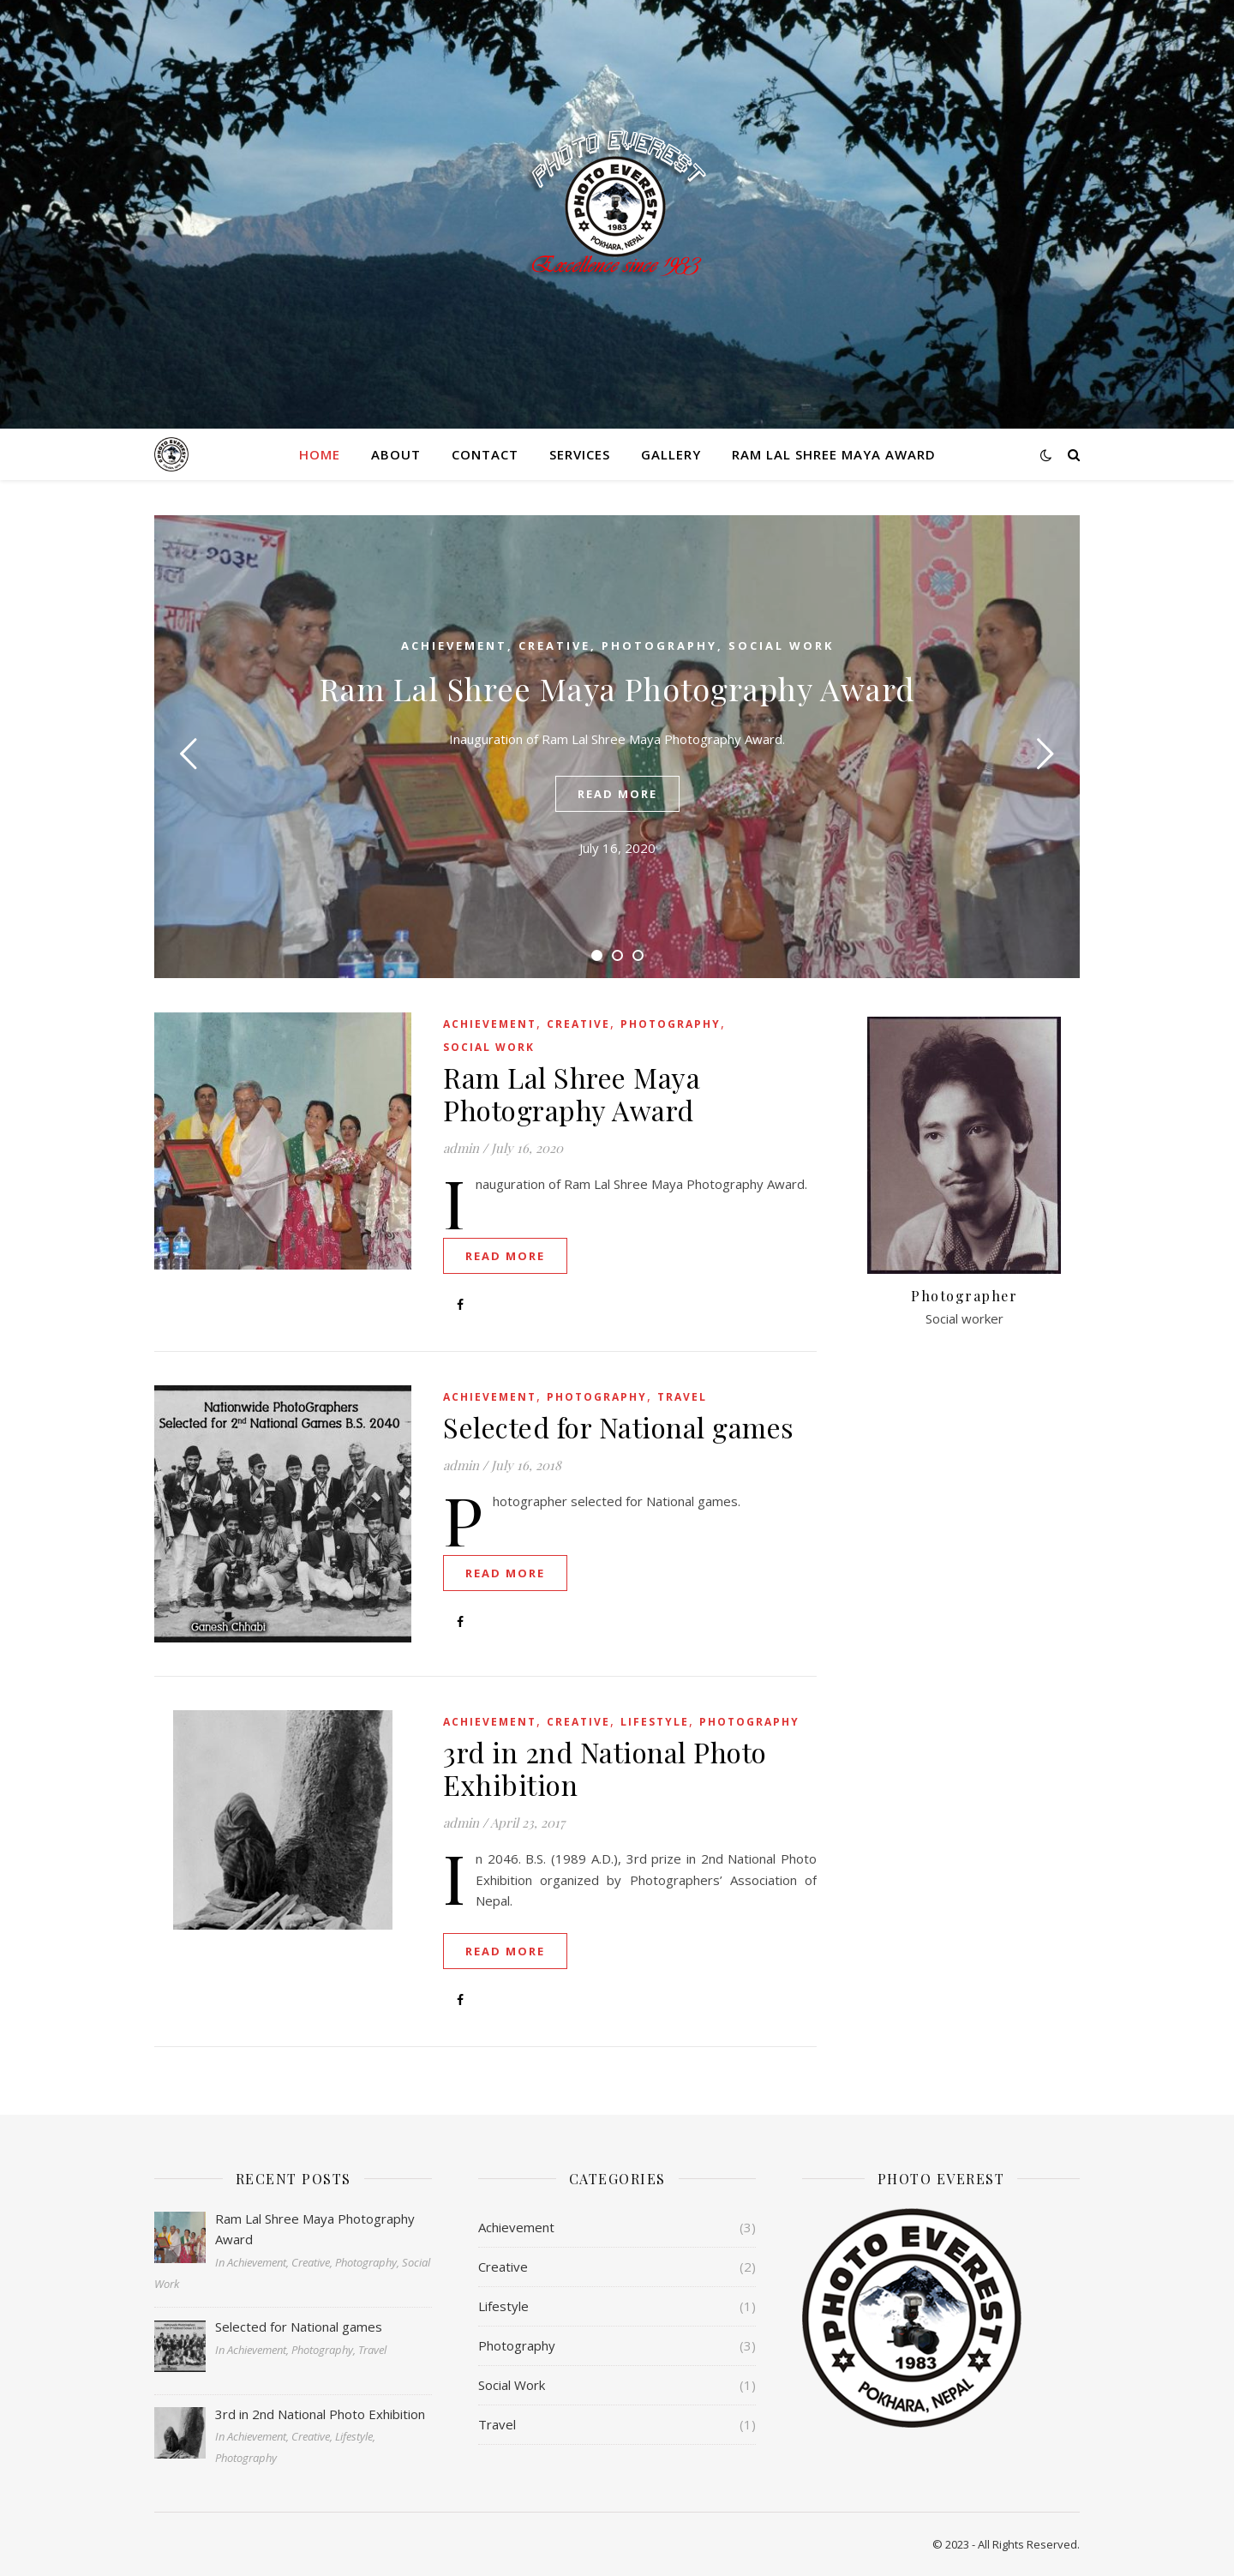 PHOTO EVEREST
PHOTO EVEREST
1983
POKHARA, NEPAL
Excellence since 1983
HOME
ABOUT
CONTACT
SERVICES
GALLERY
RAM LAL SHREE MAYA AWARD
ACHIEVEMENT, CREATIVE, PHOTOGRAPHY, SOCIAL WORK
Ram Lal Shree Maya Photography Award
Inauguration of Ram Lal Shree Maya Photography Award.
READ MORE
July 16, 2020
ACHIEVEMENT, CREATIVE, PHOTOGRAPHY,
SOCIAL WORK
Ram Lal Shree Maya
Photography Award
admin / July 16, 2020
Inauguration of Ram Lal Shree Maya Photography Award.
READ MORE
Photographer
Social worker
Nationwide PhotoGraphers
Selected for 2nd National Games B.S. 2040
Ganesh Chhabi
ACHIEVEMENT, PHOTOGRAPHY, TRAVEL
Selected for National games
admin / July 16, 2018
Photographer selected for National games.
READ MORE
ACHIEVEMENT, CREATIVE, LIFESTYLE, PHOTOGRAPHY
3rd in 2nd National Photo
Exhibition
admin / April 23, 2017
In 2046. B.S. (1989 A.D.), 3rd prize in 2nd National Photo
Exhibition organized by Photographers’ Association of
Nepal.
READ MORE
RECENT POSTS
Ram Lal Shree Maya Photography
Award
In Achievement, Creative, Photography, Social
Work
Selected for National games
In Achievement, Photography, Travel
3rd in 2nd National Photo Exhibition
In Achievement, Creative, Lifestyle,
Photography
CATEGORIES
Achievement (3)
Creative (2)
Lifestyle (1)
Photography (3)
Social Work (1)
Travel (1)
PHOTO EVEREST
PHOTO EVEREST
1983
POKHARA, NEPAL
© 2023 - All Rights Reserved.